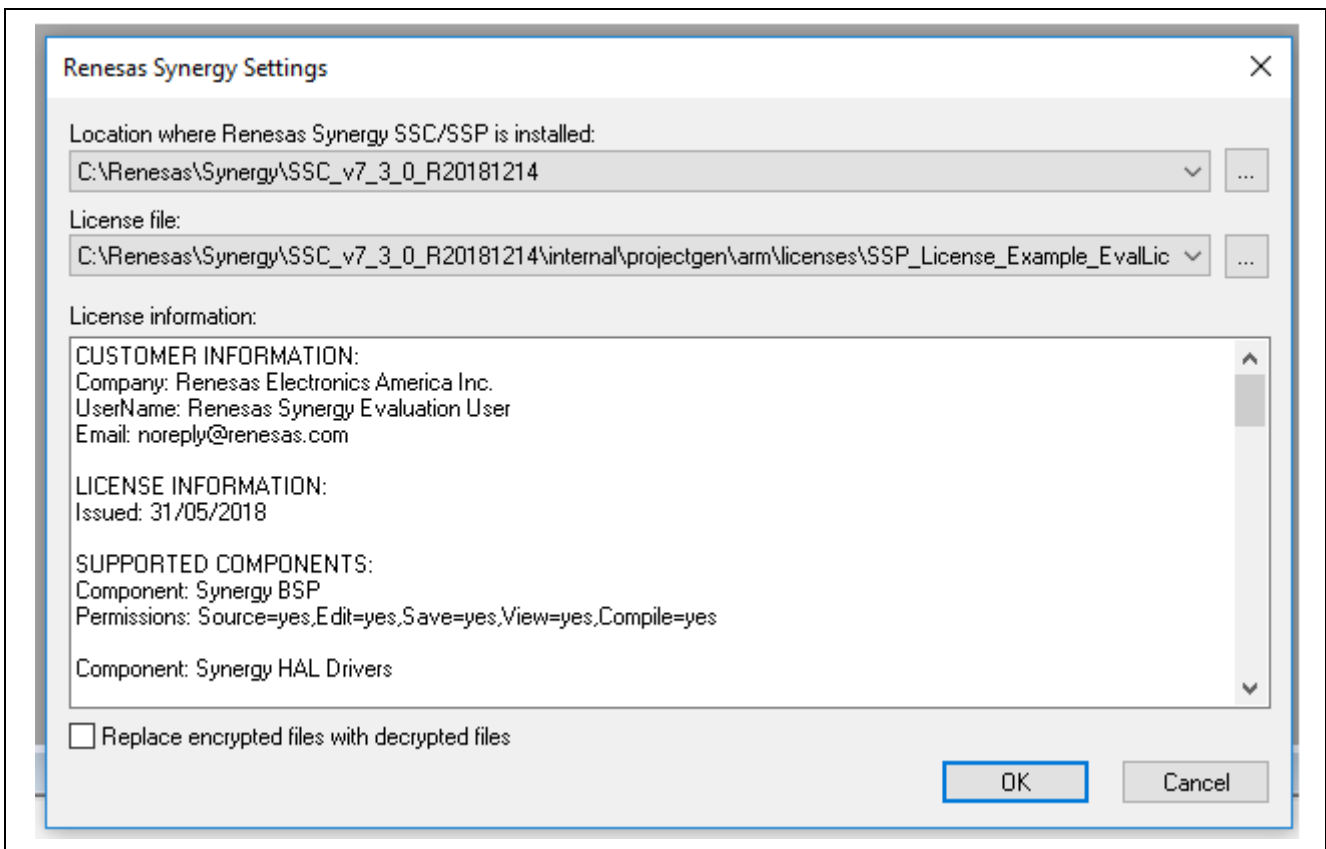 Renesas Synergy Settings
Location where Renesas Synergy SSC/SSP is installed:
C:\Renesas\Synergy\SSC_v7_3_0_R20181214
...
License file:
C:\Renesas\Synergy\SSC_v7_3_0_R20181214\internal\projectgen\arm\licenses\SSP_License_Example_EvalLic
...
License information:
CUSTOMER INFORMATION:
Company: Renesas Electronics America Inc.
UserName: Renesas Synergy Evaluation User
Email: noreply@renesas.com
LICENSE INFORMATION:
Issued: 31/05/2018
SUPPORTED COMPONENTS:
Component: Synergy BSP
Permissions: Source=yes,Edit=yes,Save=yes,View=yes,Compile=yes
Component: Synergy HAL Drivers
Replace encrypted files with decrypted files
OK
Cancel